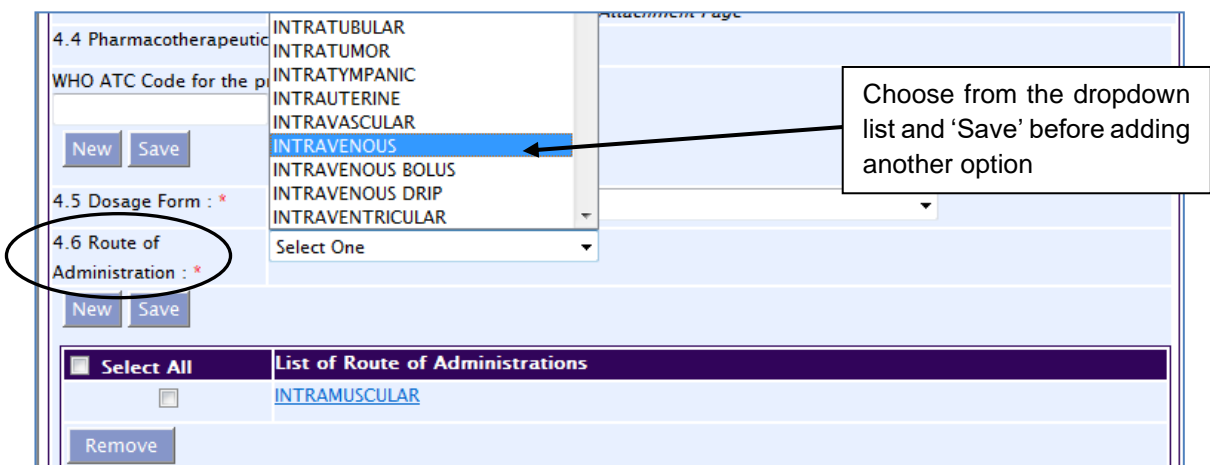 Attachment Page
4.4 Pharmacotherapeutic
WHO ATC Code for the p
New Save
INTRATUBULAR
INTRATUMOR
INTRATYMPANIC
INTRAUTERINE
INTRAVASCULAR
INTRAVENOUS
INTRAVENOUS BOLUS
INTRAVENOUS DRIP
INTRAVENTRICULAR
Choose from the dropdown
list and ‘Save’ before adding
another option
4.5 Dosage Form : *
4.6 Route of
Administration : *
Select One
New Save
Select All List of Route of Administrations
INTRAMUSCULAR
Remove